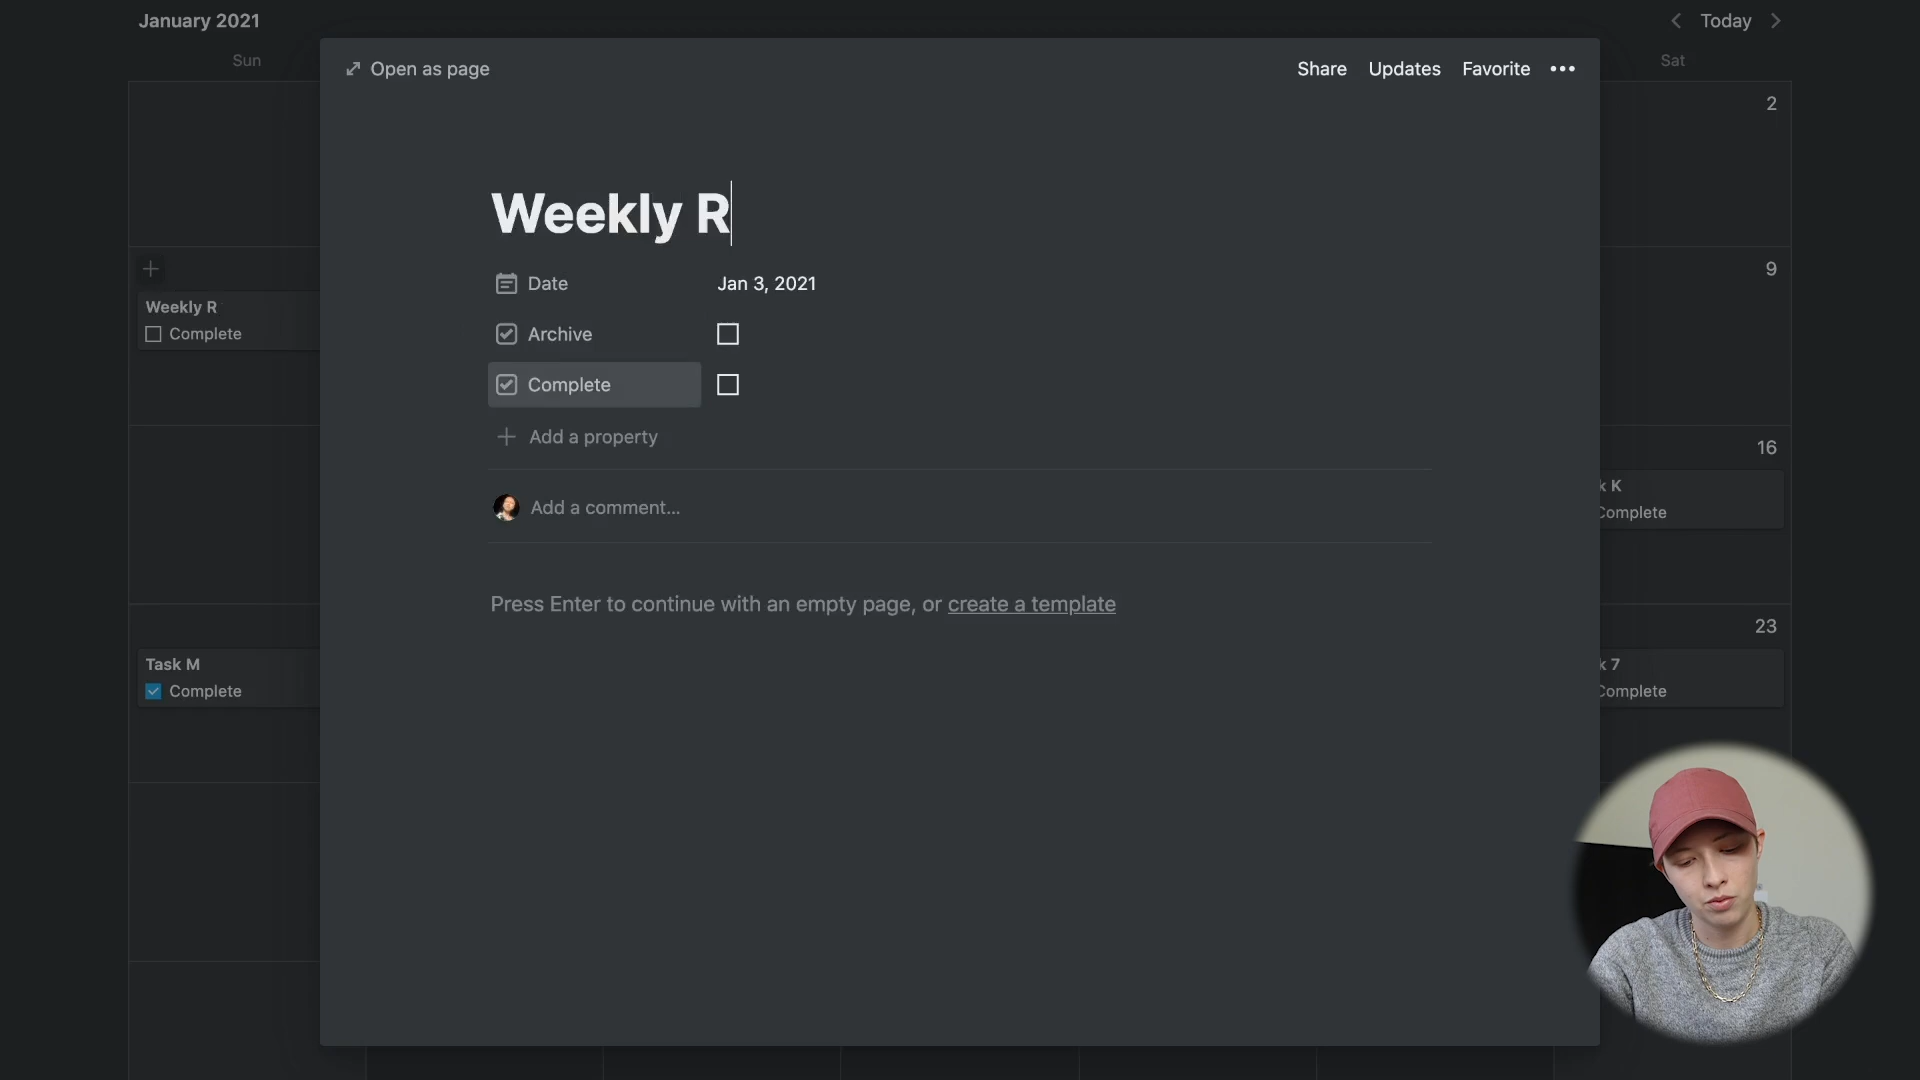 January 2021
Today
Sun
Sat
Open as page
Share Updates Favorite
2
Weekly R
Date Jan 3, 2021
9
Weekly R
Complete
Archive
Complete
Add a property
16
k K
Complete
Add a comment...
Press Enter to continue with an empty page, or create a template
23
Task M
Complete
k 7
Complete